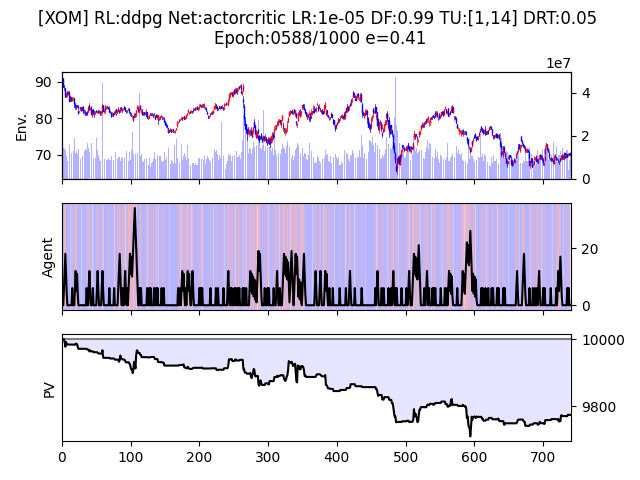 [XOM] RL:ddpg Net:actorcritic LR:1e-05 DF:0.99 TU:[1,14] DRT:0.05
Epoch:0588/1000 e=0.41
1e7
Env.
90
80
70
4
2
0
Agent
20
0
PV
10000
9800
0 100 200 300 400 500 600 700